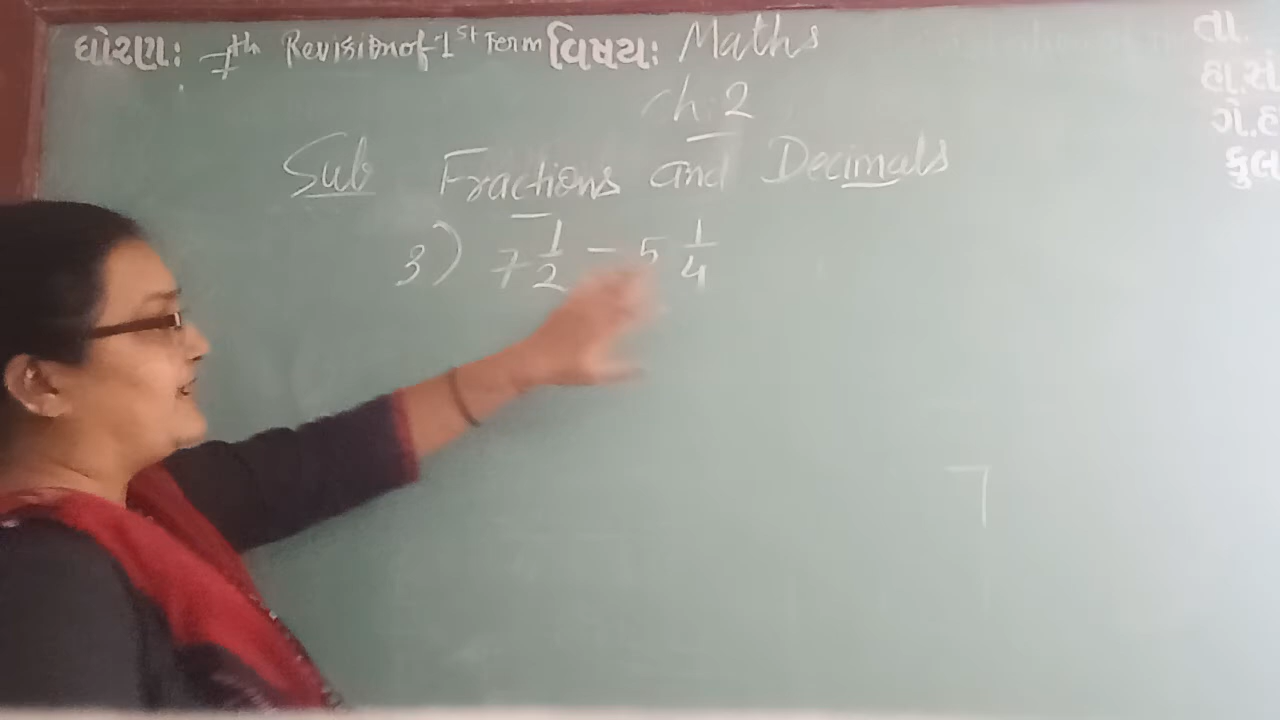 ધોરણ: 7th Revision of 1st Term વિષય: Maths
ch. 2
Sub Fractions and Decimals
3) 7 1/2 - 5 1/4
7
તા.
હા.સં
ગે.હ
કુલ